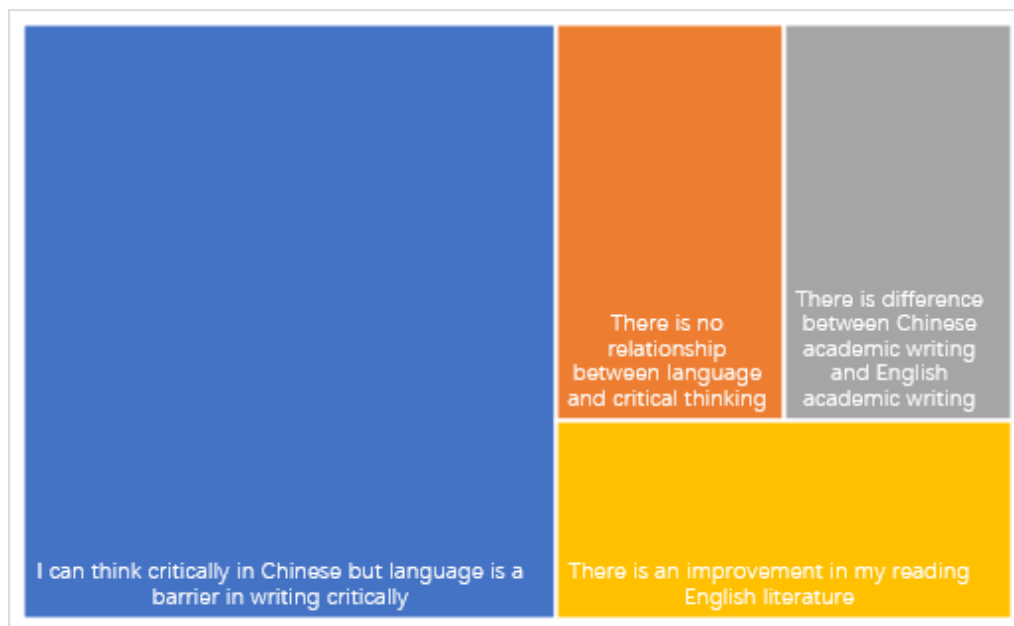 I can think critically in Chinese but language is a
barrier in writing critically
There is no
relationship
between language
and critical thinking
There is difference
between Chinese
academic writing
and English
academic writing
There is an improvement in my reading
English literature